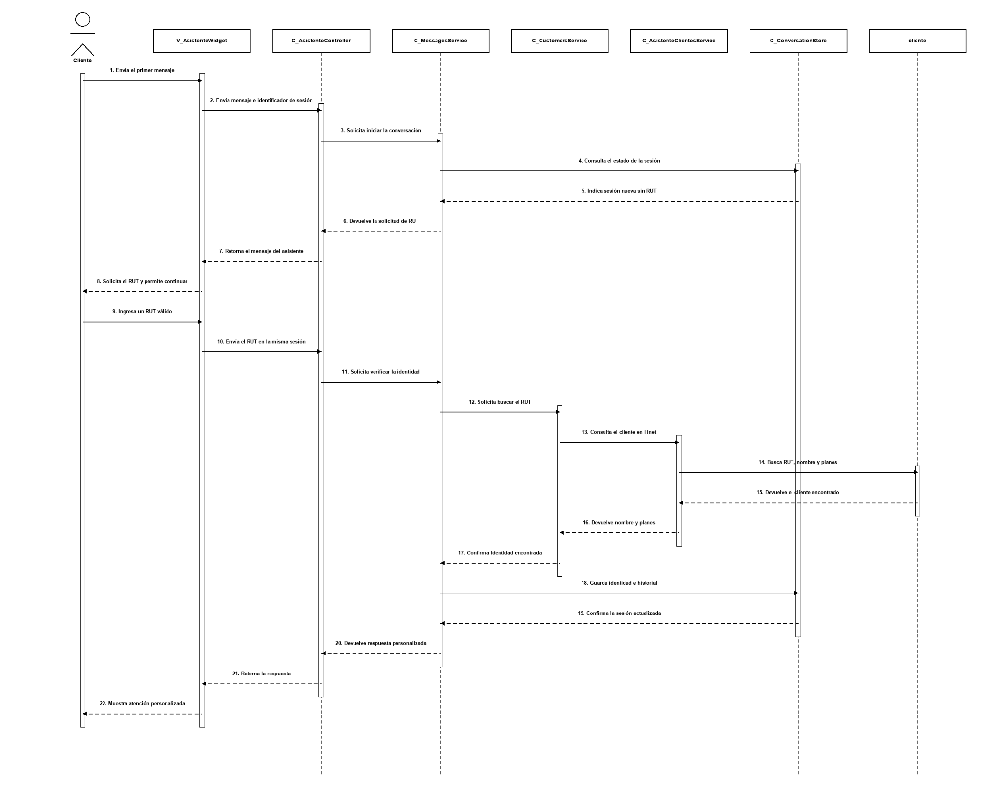 Cliente
V_AsistenteWidget
C_AsistenteController
C_MessagesService
C_CustomersService
C_AsistenteClientesService
C_ConversationStore
cliente
1. Envía el primer mensaje
2. Envía mensaje e identificador de sesión
3. Solicita iniciar la conversación
4. Consulta el estado de la sesión
5. Indica sesión nueva sin RUT
6. Devuelve la solicitud de RUT
7. Retorna el mensaje del asistente
8. Solicita el RUT y permite continuar
9. Ingresa un RUT válido
10. Envía el RUT en la misma sesión
11. Solicita verificar la identidad
12. Solicita buscar el RUT
13. Consulta el cliente en Finet
14. Busca RUT, nombre y planes
15. Devuelve el cliente encontrado
16. Devuelve nombre y planes
17. Confirma identidad encontrada
18. Guarda identidad e historial
19. Confirma la sesión actualizada
20. Devuelve respuesta personalizada
21. Retorna la respuesta
22. Muestra atención personalizada